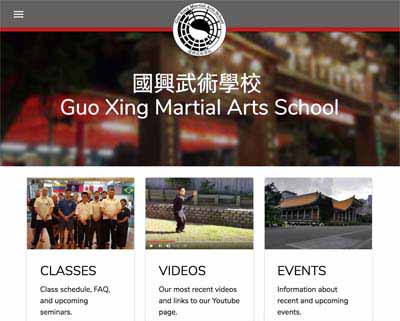 國興武術學校
Guo Xing Martial Arts School
CLASSES
Class schedule, FAQ,
and upcoming
seminars.
VIDEOS
Our most recent videos
and links to our Youtube
page.
EVENTS
Information about
recent and upcoming
events.